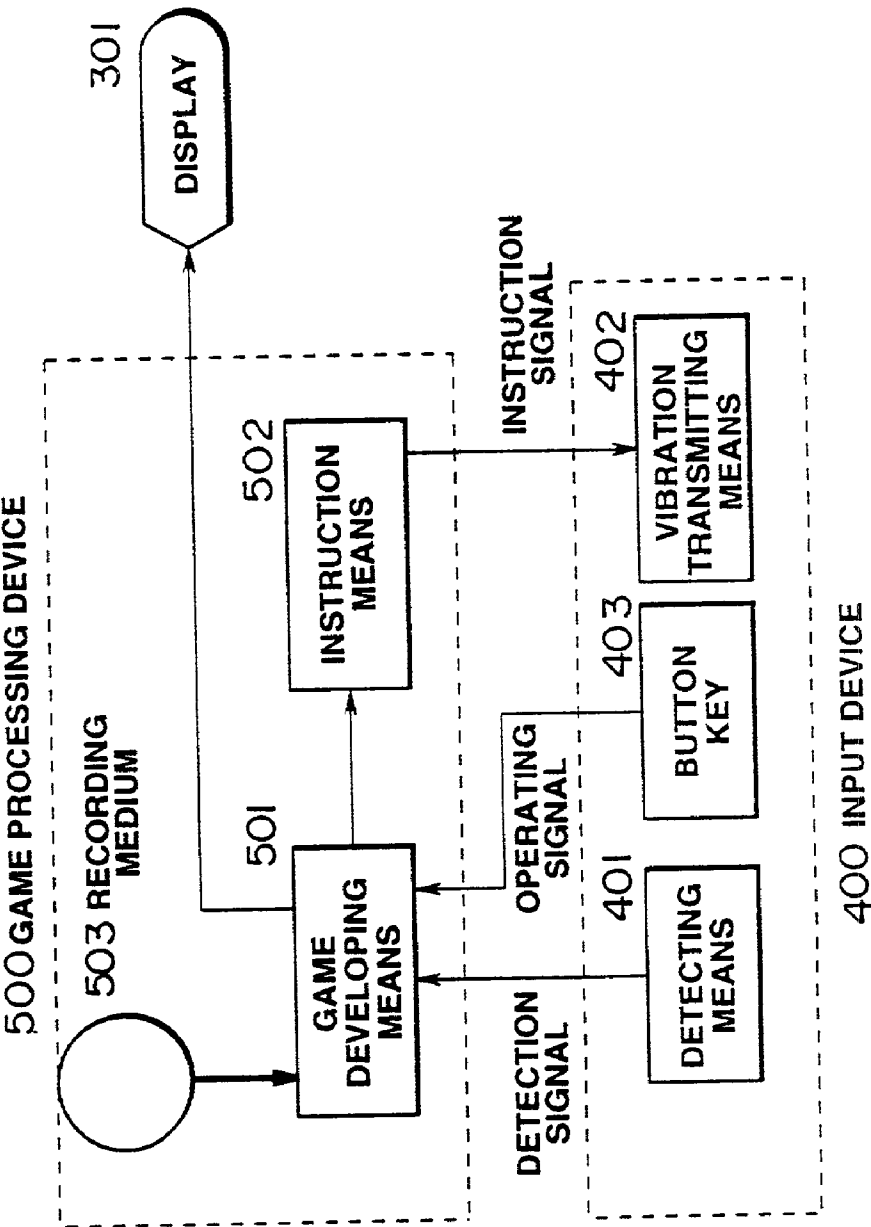 500 GAME PROCESSING DEVICE
503 RECORDING
MEDIUM
301
DISPLAY
501
GAME
DEVELOPING
MEANS
502
INSTRUCTION
MEANS
DETECTION
SIGNAL
OPERATING
SIGNAL
INSTRUCTION
SIGNAL
401
DETECTING
MEANS
403
BUTTON
KEY
402
VIBRATION
TRANSMITTING
MEANS
400 INPUT DEVICE